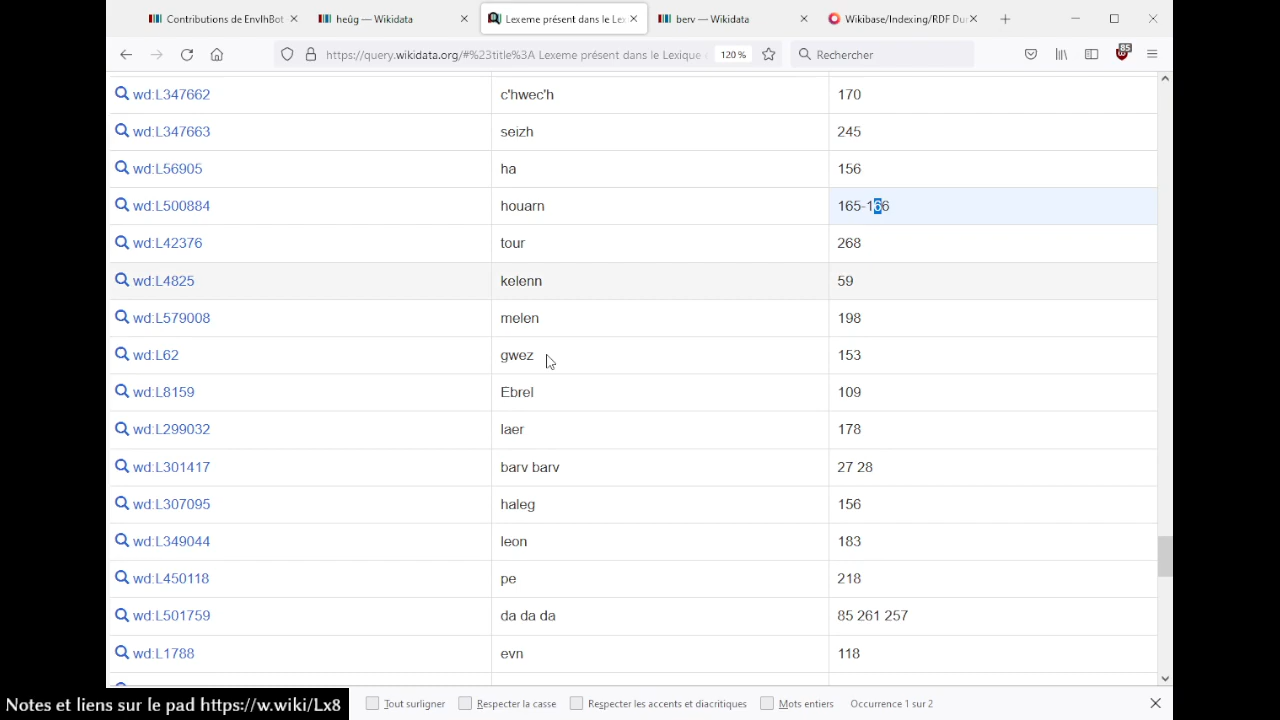 Contributions de EnvlhBot
heûg — Wikidata
Lexeme présent dans le Le
berv — Wikidata
Wikibase/Indexing/RDF Du
https://query.wikidata.org/#%23title%3A Lexeme présent dans le Lexique
120 %
Rechercher
85
wd:L347662 c'hwec'h 170
wd:L347663 seizh 245
wd:L56905 ha 156
wd:L500884 houarn 165-166
wd:L42376 tour 268
wd:L4825 kelenn 59
wd:L579008 melen 198
wd:L62 gwez 153
wd:L8159 Ebrel 109
wd:L299032 laer 178
wd:L301417 barv barv 27 28
wd:L307095 haleg 156
wd:L349044 leon 183
wd:L450118 pe 218
wd:L501759 da da da 85 261 257
wd:L1788 evn 118
Notes et liens sur le pad https://w.wiki/Lx8
Tout surligner Respecter la casse Respecter les accents et diacritiques Mots entiers Occurrence 1 sur 2